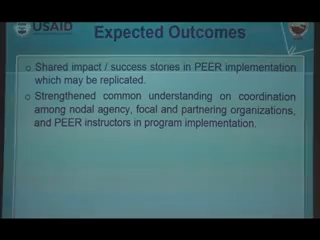 USAID
Expected Outcomes
Shared impact / success stories in PEER implementation
which may be replicated.
Strengthened common understanding on coordination
among nodal agency, focal and partnering organizations,
and PEER instructors in program implementation.